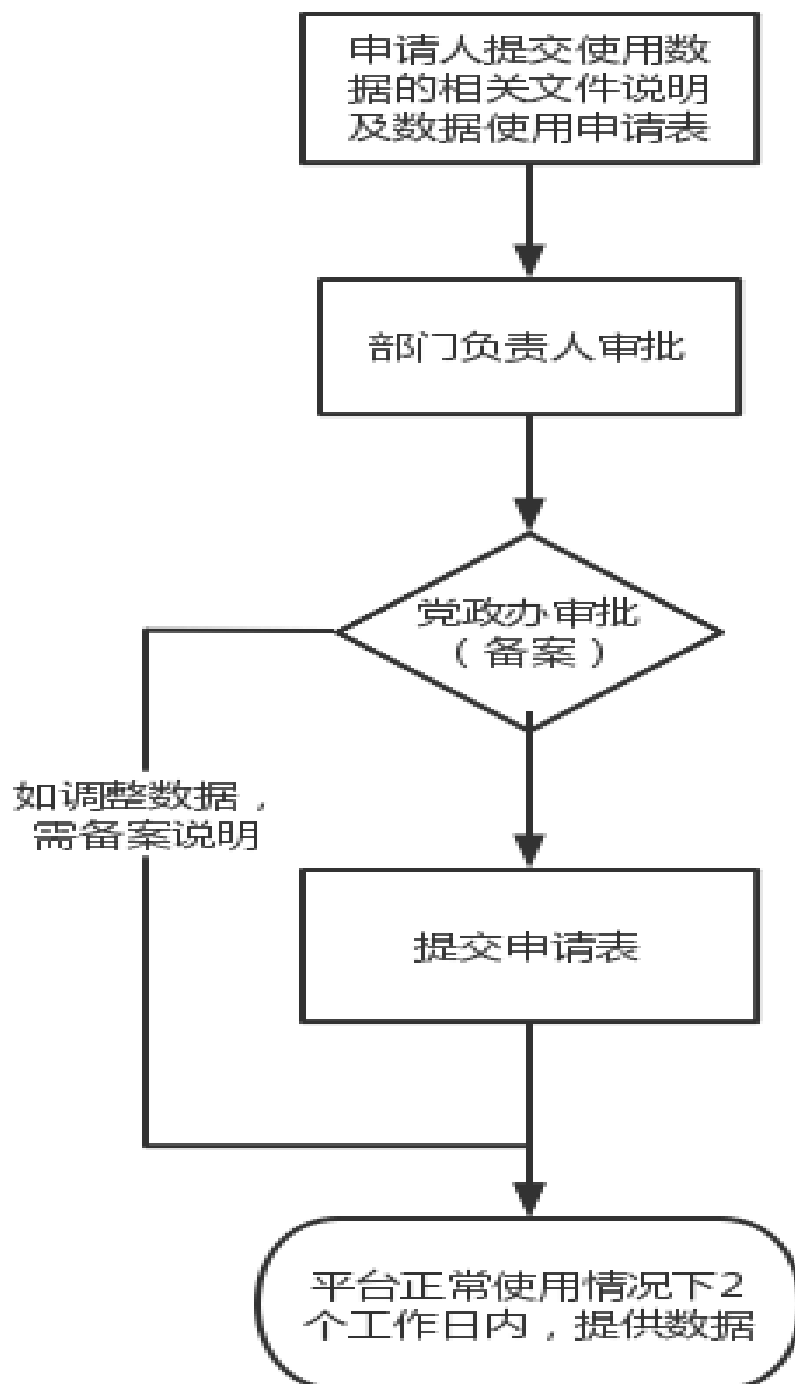 申请人提交使用数
据的相关文件说明
及数据使用申请表
部门负责人审批
党政办审批
（备案）
如调整数据，
需备案说明
提交申请表
平台正常使用情况下2
个工作日内，提供数据